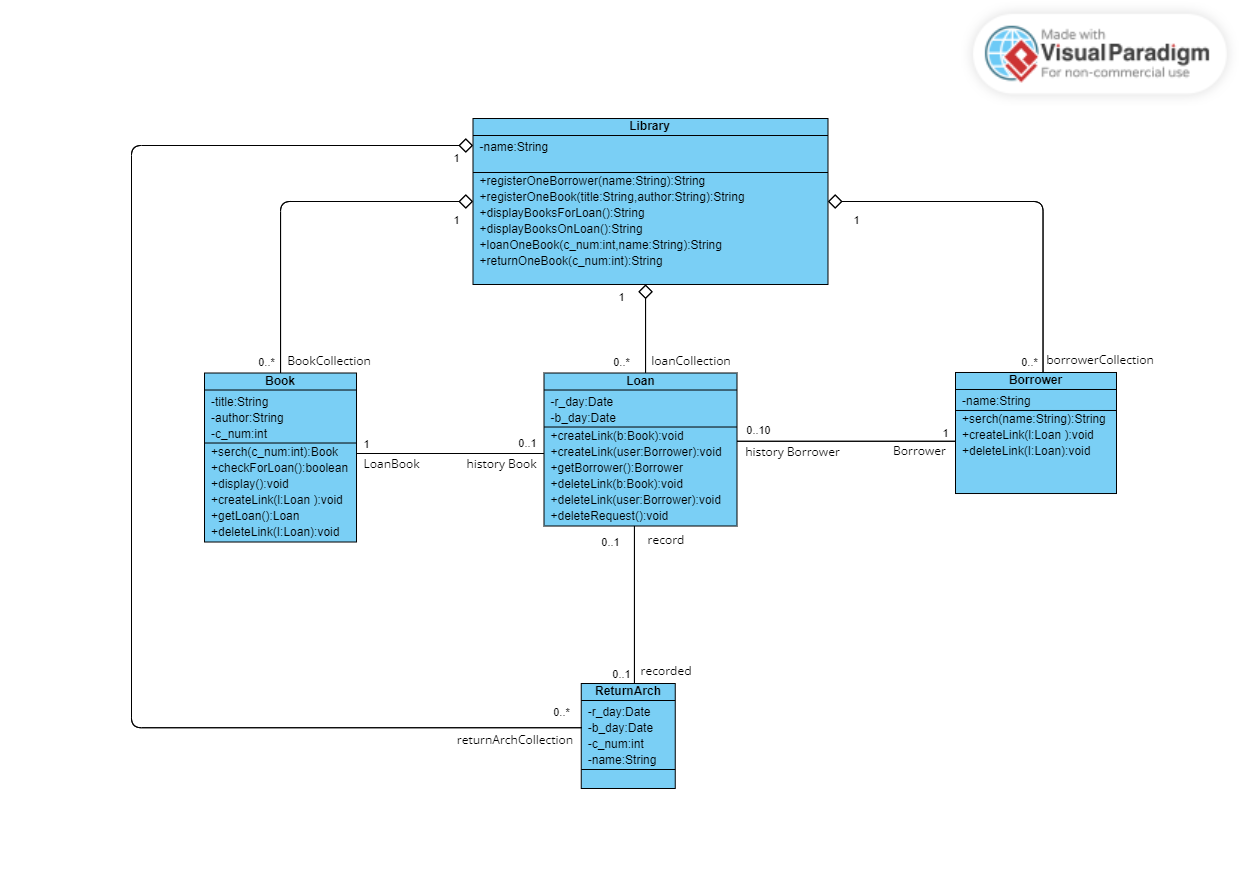 Made with
VisualParadigm
For non-commercial use
Library
-name:String
+registerOneBorrower(name:String):String
+registerOneBook(title:String,author:String):String
+displayBooksForLoan():String
+displayBooksOnLoan():String
+loanOneBook(c_num:int,name:String):String
+returnOneBook(c_num:int):String
1
1
1
1
0..*
BookCollection
0..*
loanCollection
0..*
borrowerCollection
Book
-title:String
-author:String
-c_num:int
+serch(c_num:int):Book
+checkForLoan():boolean
+display():void
+createLink(l:Loan ):void
+getLoan():Loan
+deleteLink(l:Loan):void
1
LoanBook
0..1
history Book
Loan
-r_day:Date
-b_day:Date
+createLink(b:Book):void
+createLink(user:Borrower):void
+getBorrower():Borrower
+deleteLink(b:Book):void
+deleteLink(user:Borrower):void
+deleteRequest():void
0..10
history Borrower
1
Borrower
Borrower
-name:String
+serch(name:String):String
+createLink(l:Loan ):void
+deleteLink(l:Loan):void
0..1
record
0..1
recorded
0..*
returnArchCollection
ReturnArch
-r_day:Date
-b_day:Date
-c_num:int
-name:String